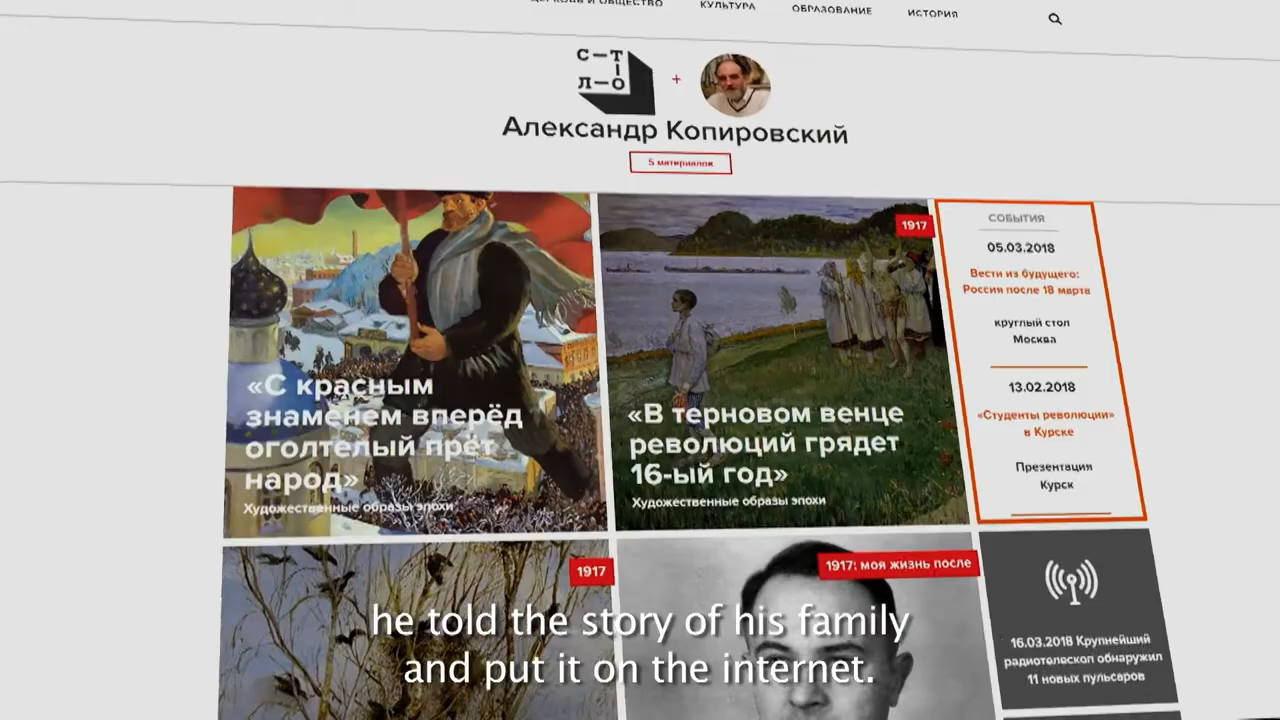 ЦЕРКОВЬ И ОБЩЕСТВО
КУЛЬТУРА
ОБРАЗОВАНИЕ
ИСТОРИЯ
С–Т
Л–О
+
Александр Копировский
5 материалов
«С красным
знаменем вперёд
оголтелый прёт
народ»
Художественные образы эпохи
1917
«В терновом венце
революций грядет
16-ый год»
Художественные образы эпохи
СОБЫТИЯ
05.03.2018
Вести из будущего:
Россия после 18 марта
круглый стол
Москва
13.02.2018
«Студенты революции»
в Курске
Презентация
Курск
1917
1917: моя жизнь после
16.03.2018 Крупнейший
радиотелескоп обнаружил
11 новых пульсаров
he told the story of his family
and put it on the internet.